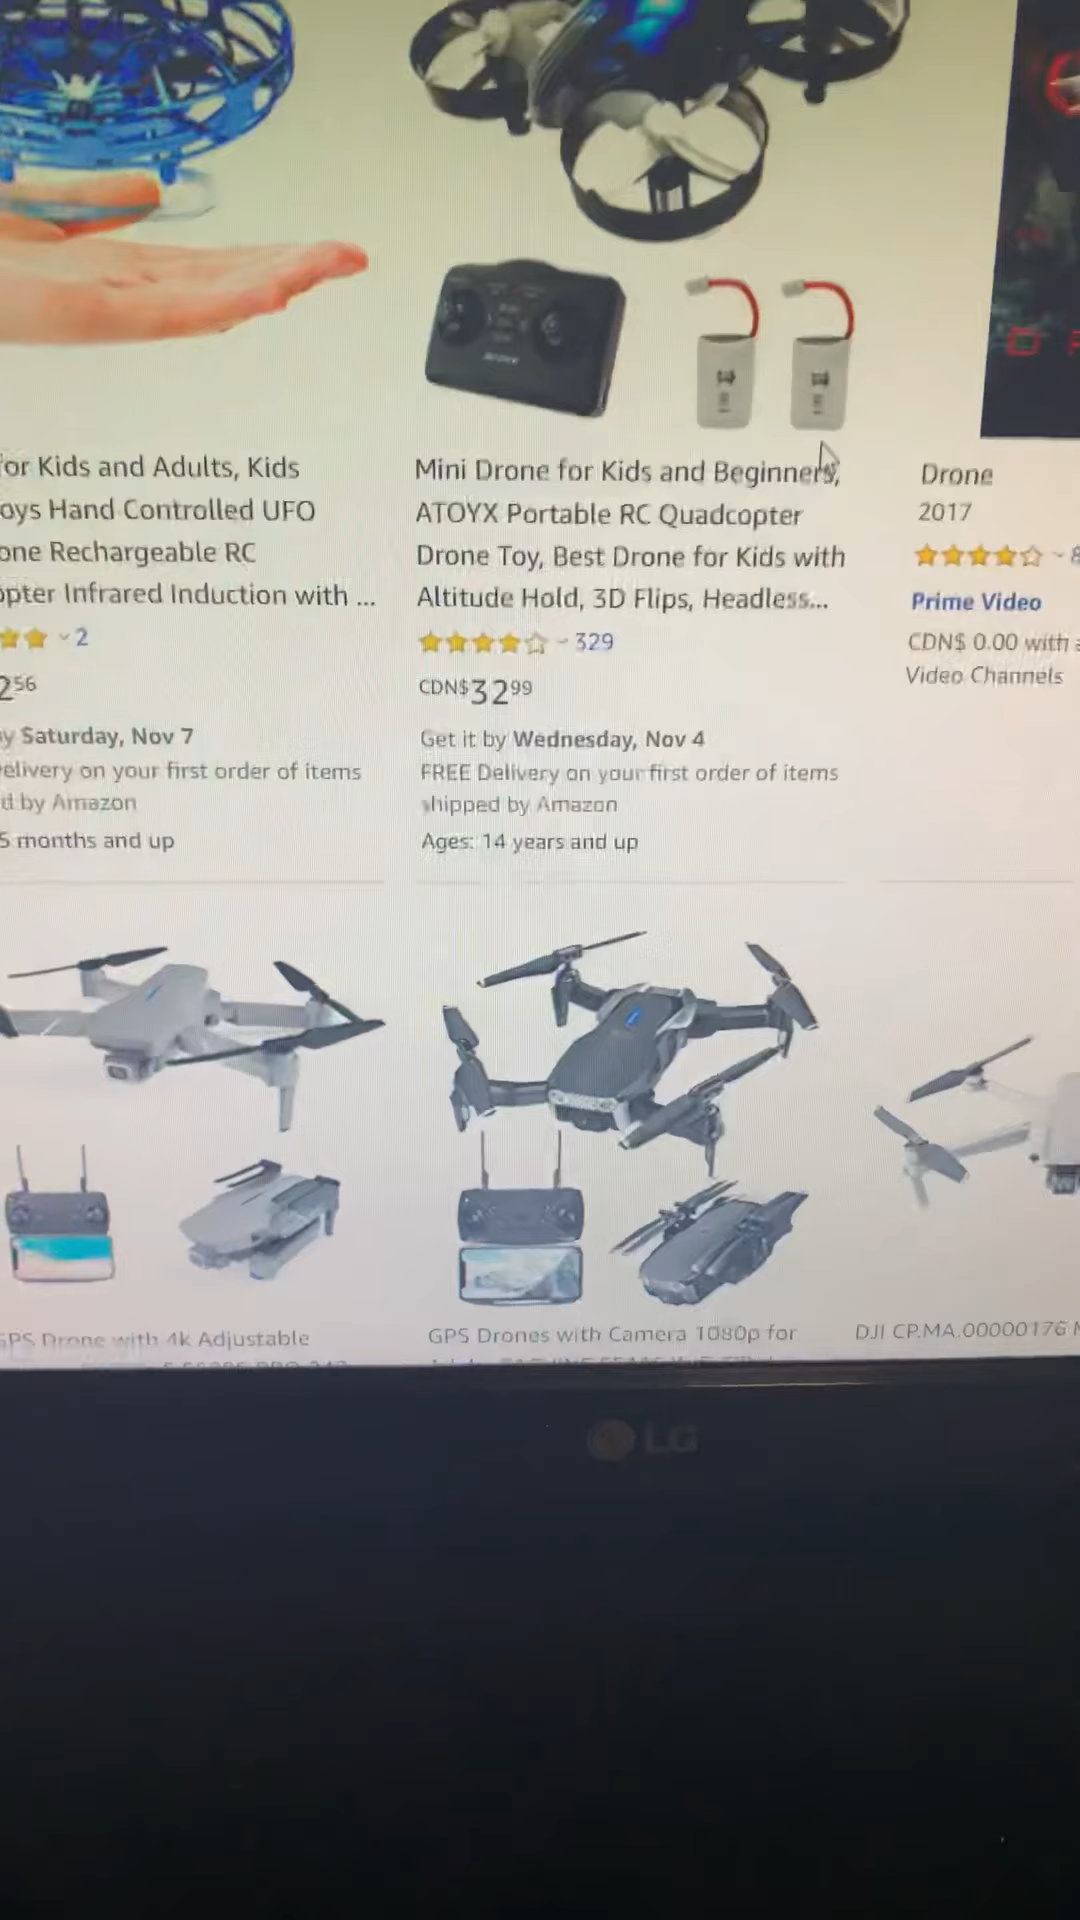 for Kids and Adults, Kids
oys Hand Controlled UFO
one Rechargeable RC
opter Infrared Induction with ...
2
2 56
y Saturday, Nov 7
elivery on your first order of items
d by Amazon
5 months and up
Mini Drone for Kids and Beginners,
ATOYX Portable RC Quadcopter
Drone Toy, Best Drone for Kids with
Altitude Hold, 3D Flips, Headless...
329
CDN$ 32 99
Get it by Wednesday, Nov 4
FREE Delivery on your first order of items
shipped by Amazon
Ages: 14 years and up
Drone
2017
8
Prime Video
CDN$ 0.00 with a
Video Channels
GPS Drone with 4k Adjustable
GPS Drones with Camera 1080p for
DJI CP.MA.00000176 M
LG